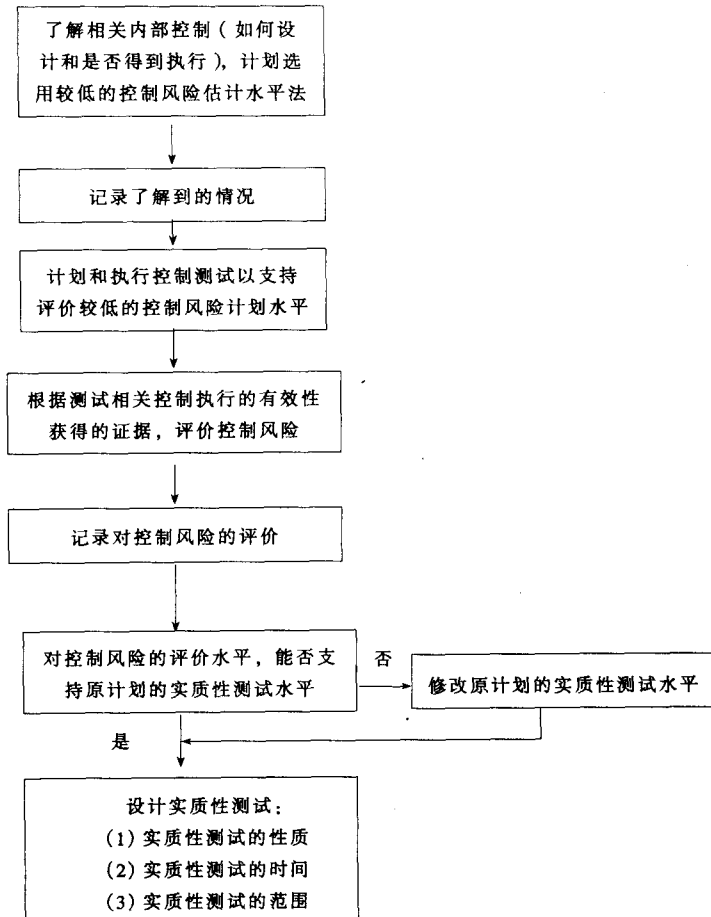 了解相关内部控制(如何设
计和是否得到执行),计划选
用较低的控制风险估计水平法
记录了解到的情况
计划和执行控制测试以支持
评价较低的控制风险计划水平
根据测试相关控制执行的有效性
获得的证据,评价控制风险
记录对控制风险的评价
对控制风险的评价水平,能否支
持原计划的实质性测试水平
否
修改原计划的实质性测试水平
是
设计实质性测试:
(1)实质性测试的性质
(2)实质性测试的时间
(3)实质性测试的范围